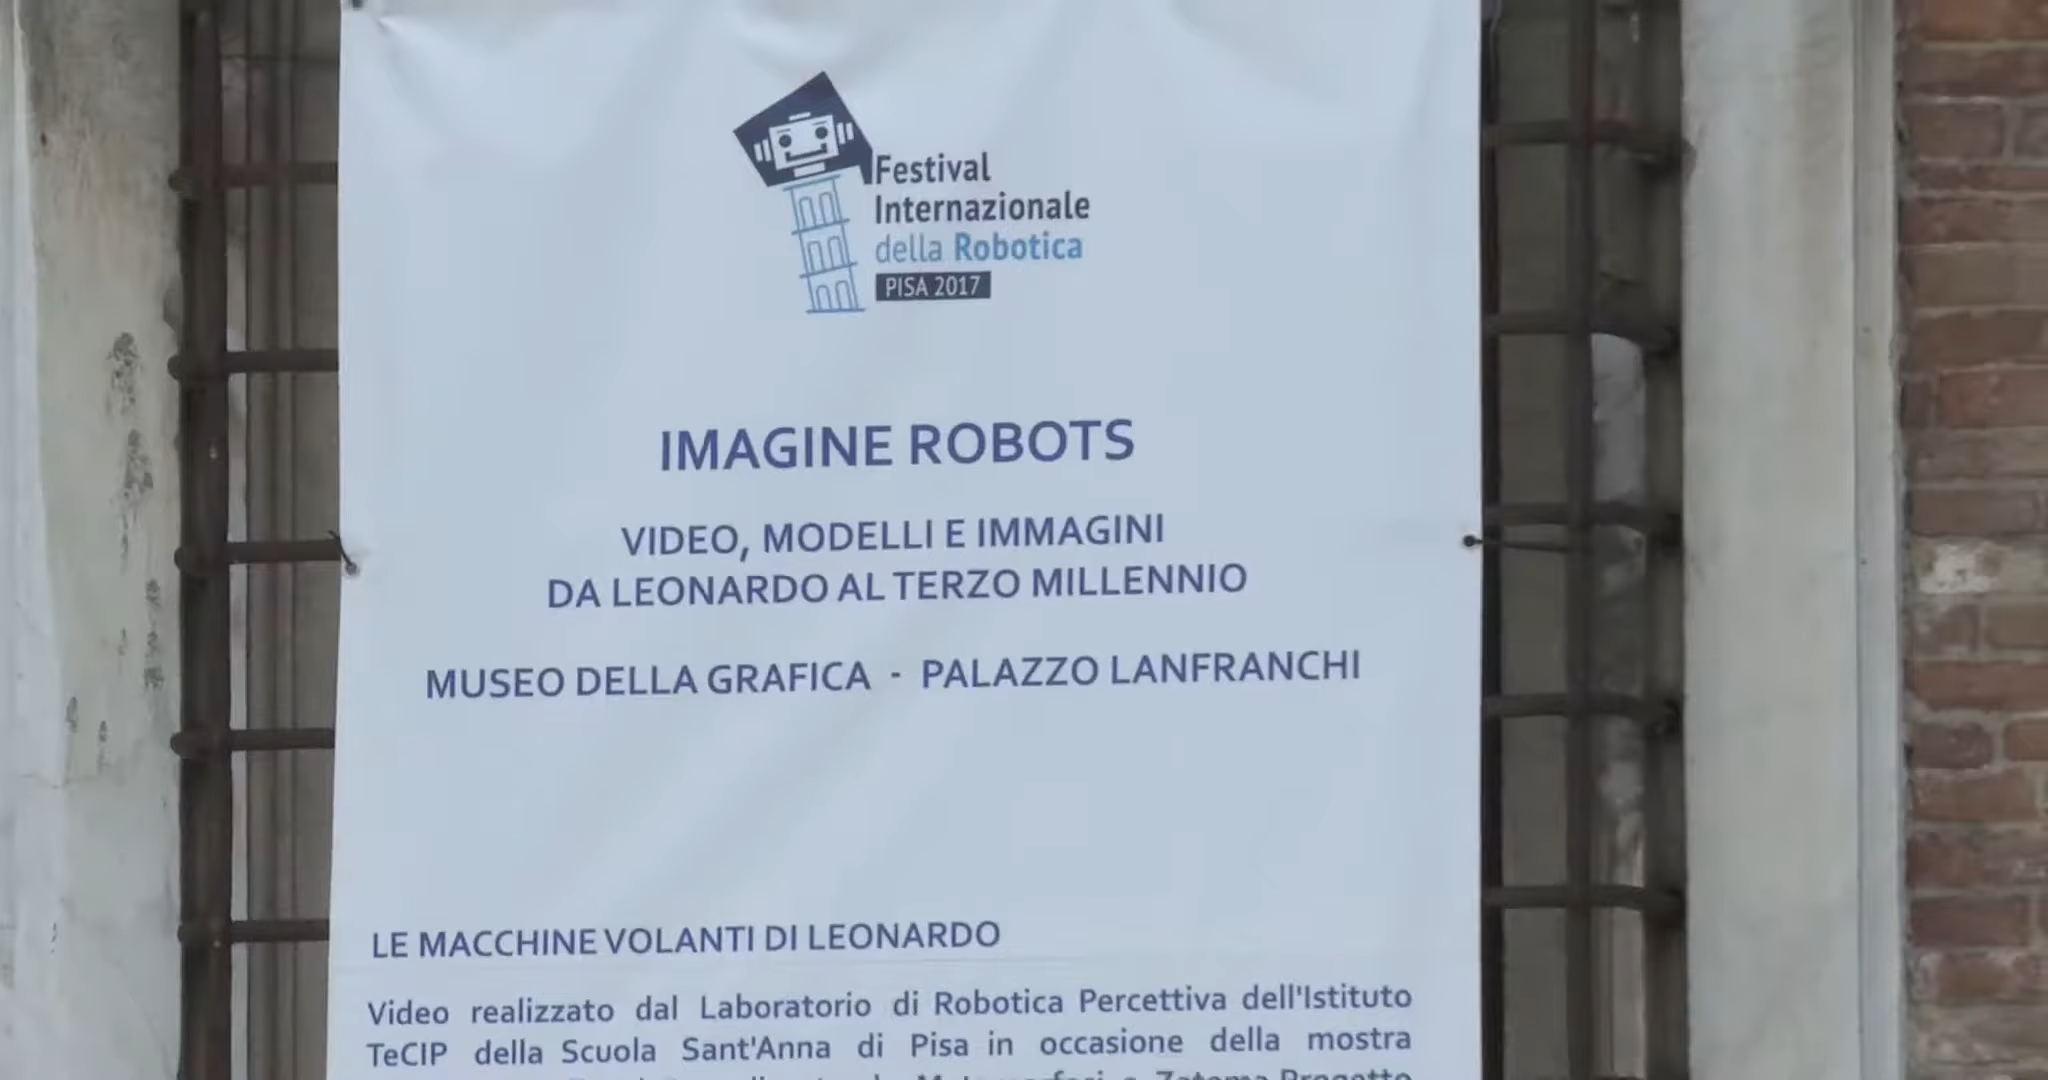 Festival
Internazionale
della Robotica
PISA 2017
IMAGINE ROBOTS
VIDEO, MODELLI E IMMAGINI
DA LEONARDO AL TERZO MILLENNIO
MUSEO DELLA GRAFICA - PALAZZO LANFRANCHI
LE MACCHINE VOLANTI DI LEONARDO
Video realizzato dal Laboratorio di Robotica Percettiva dell'Istituto
TeCIP della Scuola Sant'Anna di Pisa in occasione della mostra